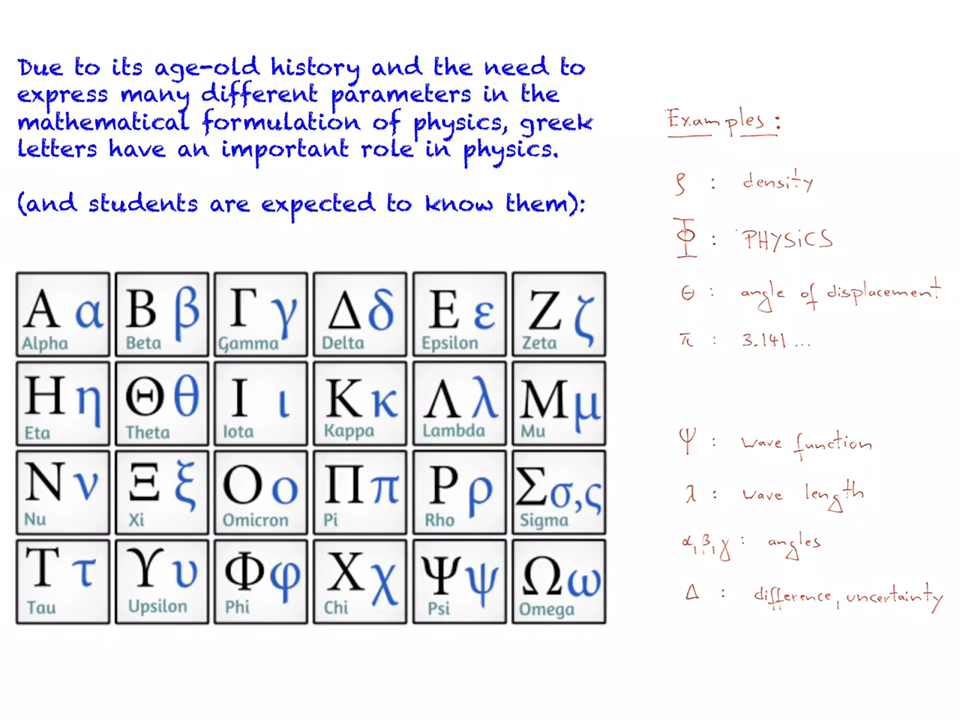 Due to its age-old history and the need to
express many different parameters in the
mathematical formulation of physics, greek
letters have an important role in physics.
(and students are expected to know them):
Α α Β β Γ γ Δ δ Ε ε Ζ ζ
Alpha Beta Gamma Delta Epsilon Zeta
Η η Θ θ Ι ι Κ κ Λ λ Μ μ
Eta Theta Iota Kappa Lambda Mu
Ν ν Ξ ξ Ο ο Π π Ρ ρ Σ σ,ς
Nu Xi Omicron Pi Rho Sigma
Τ τ Υ υ Φ φ Χ χ Ψ ψ Ω ω
Tau Upsilon Phi Chi Psi Omega
Examples :
ρ : density
Φ : PHYSICS
θ : angle of displacement
π : 3.141 ...
Ψ : wave function
λ : wave length
α, β, γ : angles
Δ : difference, uncertainty